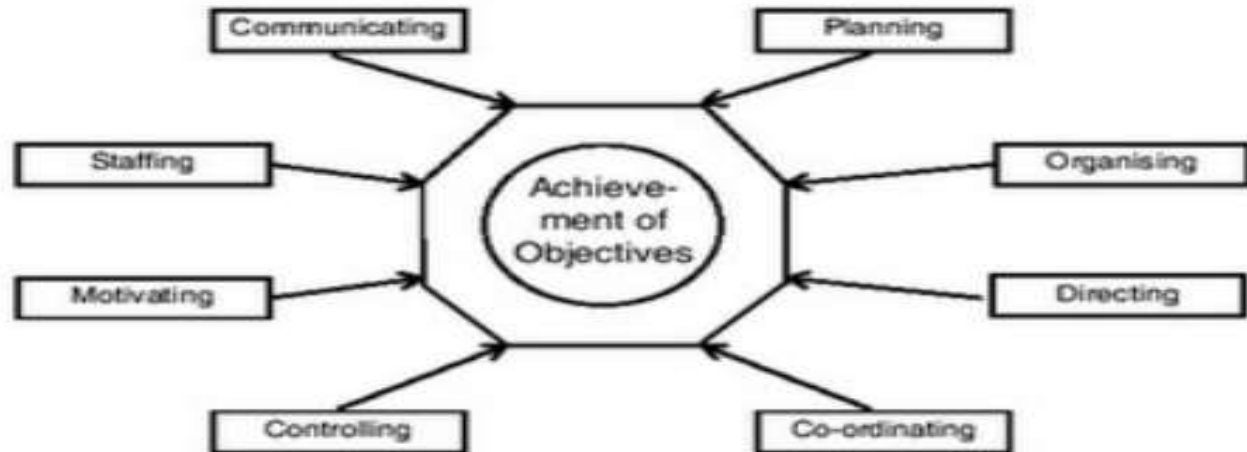 Communicating
Planning
Staffing
Achieve-
ment of
Objectives
Organising
Motivating
Directing
Controlling
Co-ordinating